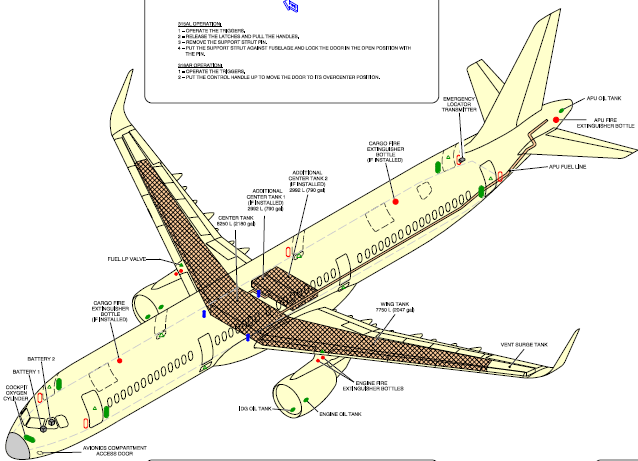 315AL OPERATION:
1 - OPERATE THE TRIGGERS,
2 - RELEASE THE LATCHES AND PULL THE HANDLES,
3 - REMOVE THE SUPPORT STRUT PIN.
4 - PUT THE SUPPORT STRUT AGAINST FUSELAGE AND LOCK THE DOOR IN THE OPEN POSITION WITH
THE PIN.
316AR OPERATION:
1 - OPERATE THE TRIGGERS,
2 - PUT THE CONTROL HANDLE UP TO MOVE THE DOOR TO ITS OVERCENTER POSITION.
APU OIL TANK
EMERGENCY
LOCATOR
TRANSMITTER
APU FIRE
EXTINGUISHER BOTTLE
CARGO FIRE
EXTINGUISHER
BOTTLE
(IF INSTALLED)
APU FUEL LINE
ADDITIONAL
CENTER TANK 2
(IF INSTALLED)
2992 L (790 gal)
ADDITIONAL
CENTER TANK 1
(IF INSTALLED)
2992 L (790 gal)
CENTER TANK
8250 L (2180 gal)
FUEL LP VALVE
CARGO FIRE
EXTINGUISHER
BOTTLE
(IF INSTALLED)
WING TANK
7750 L (2047 gal)
VENT SURGE TANK
BATTERY 2
BATTERY 1
COCKPIT
OXYGEN
CYLINDER
ENGINE FIRE
EXTINGUISHER BOTTLES
IDG OIL TANK
ENGINE OIL TANK
AVIONICS COMPARTMENT
ACCESS DOOR